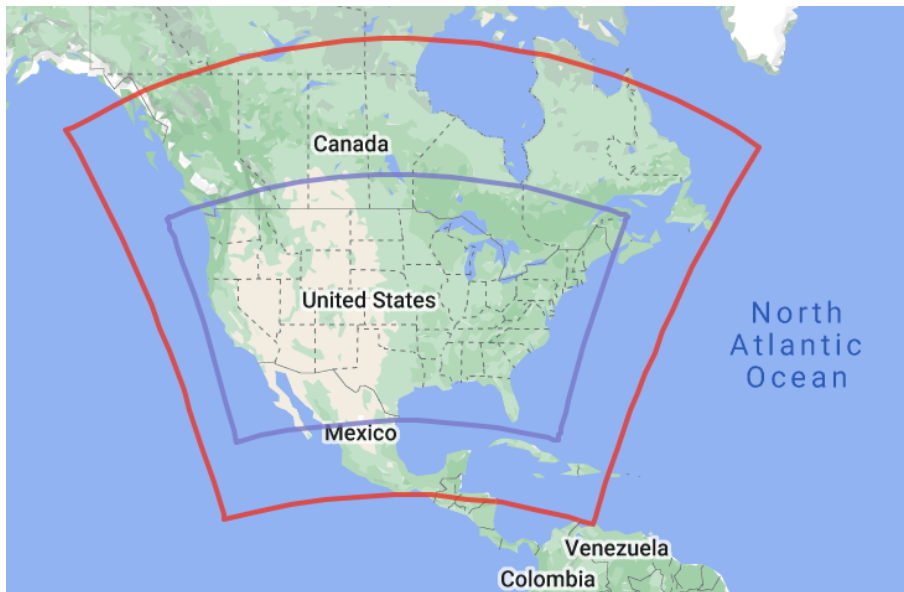 Canada
United States
North
Atlantic
Ocean
Mexico
Venezuela
Colombia